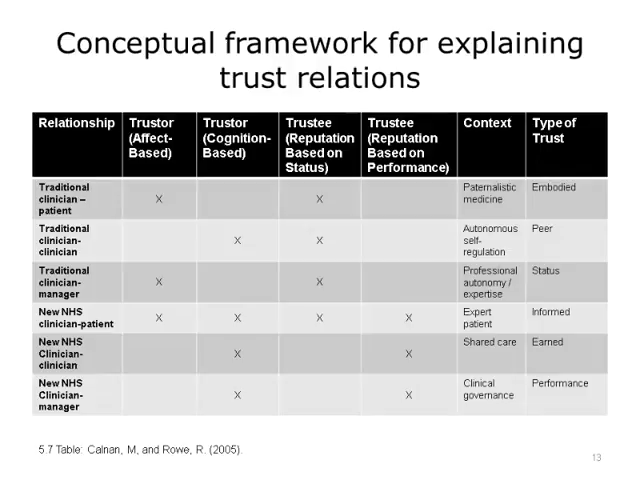 Conceptual framework for explaining
trust relations
Relationship Trustor (Affect-Based) Trustor (Cognition-Based) Trustee (Reputation Based on Status) Trustee (Reputation Based on Performance) Context Type of Trust
Traditional clinician – patient X X Paternalistic medicine Embodied
Traditional clinician-clinician X X Autonomous self-regulation Peer
Traditional clinician-manager X X Professional autonomy / expertise Status
New NHS clinician-patient X X X X Expert patient Informed
New NHS Clinician-clinician X X Shared care Earned
New NHS Clinician-manager X X Clinical governance Performance
5.7 Table: Calnan, M, and Rowe, R. (2005).
13